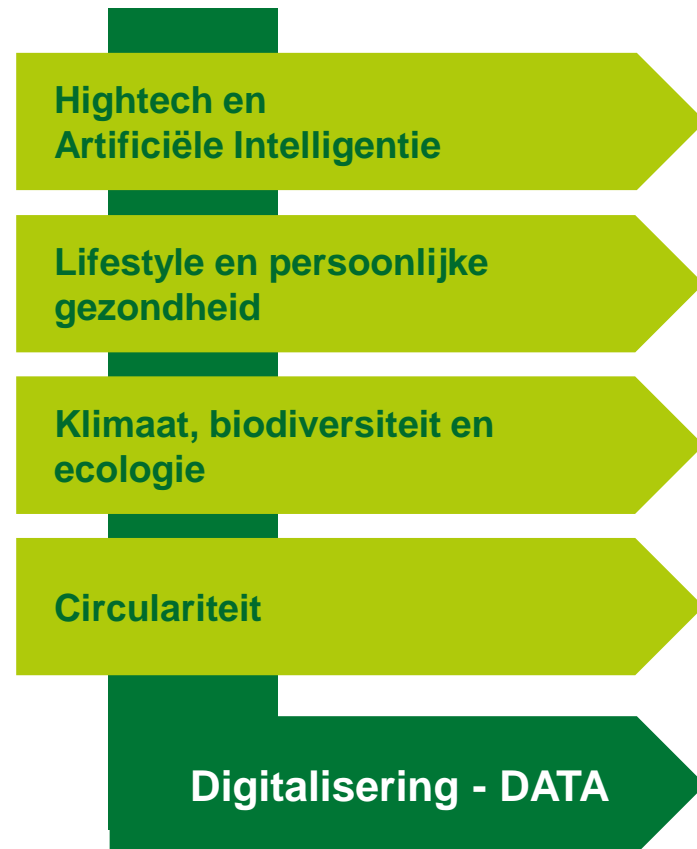 Hightech en
Artificiële Intelligentie
Lifestyle en persoonlijke
gezondheid
Klimaat, biodiversiteit en
ecologie
Circulariteit
Digitalisering - DATA